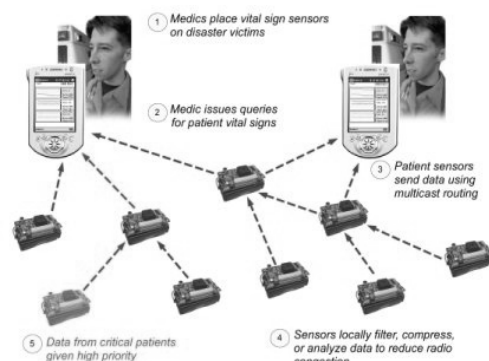 1 Medics place vital sign sensors
on disaster victims
2 Medic issues queries
for patient vital signs
3 Patient sensors
send data using
multicast routing
5 Data from critical patients
given high priority
4 Sensors locally filter, compress,
or analyze data to reduce radio
congestion